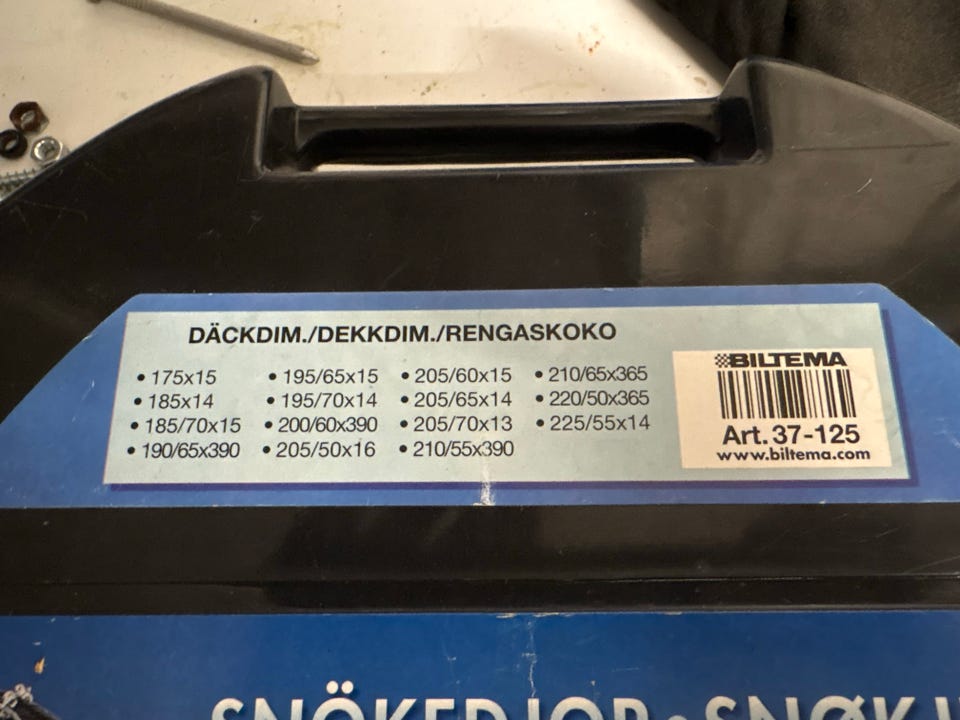 DÄCKDIM./DEKKDIM./RENGASKOKO
• 175x15
• 185x14
• 185/70x15
• 190/65x390
• 195/65x15
• 195/70x14
• 200/60x390
• 205/50x16
• 205/60x15
• 205/65x14
• 205/70x13
• 210/55x390
• 210/65x365
• 220/50x365
• 225/55x14
BILTEMA
Art. 37-125
www.biltema.com